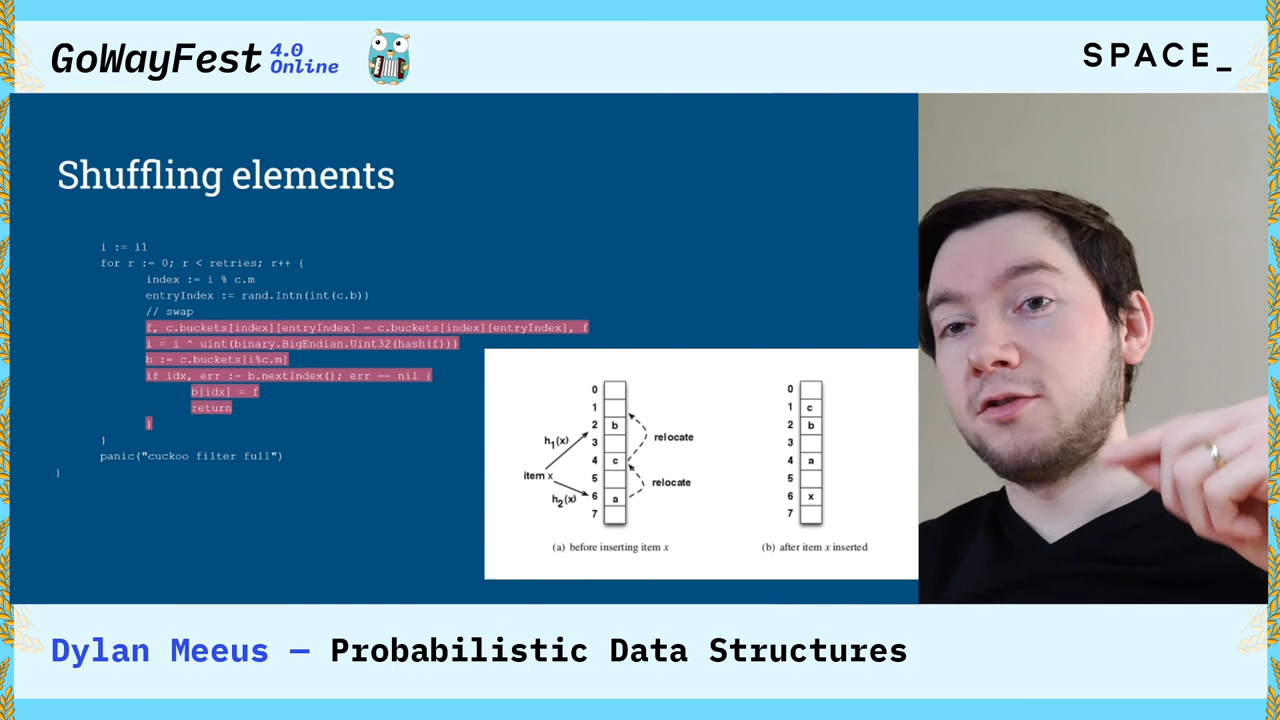 GoWayFest 4.0
Online
SPACE_
Shuffling elements
i := i1
for r := 0; r < retries; r++ {
index := i % c.m
entryIndex := rand.Intn(int(c.b))
// swap
f, c.buckets[index][entryIndex] = c.buckets[index][entryIndex], f
i = i ^ uint(binary.BigEndian.Uint32(hash(f)))
b := c.buckets[i%c.m]
if idx, err := b.nextIndex(); err == nil {
b[idx] = f
return
}
}
panic("cuckoo filter full")
}
0
1
2 b
3
4 c
5
6 a
7
h1(x)
item x
h2(x)
relocate
relocate
(a) before inserting item x
0
1 c
2 b
3
4 a
5
6 x
7
(b) after item x inserted
Dylan Meeus — Probabilistic Data Structures